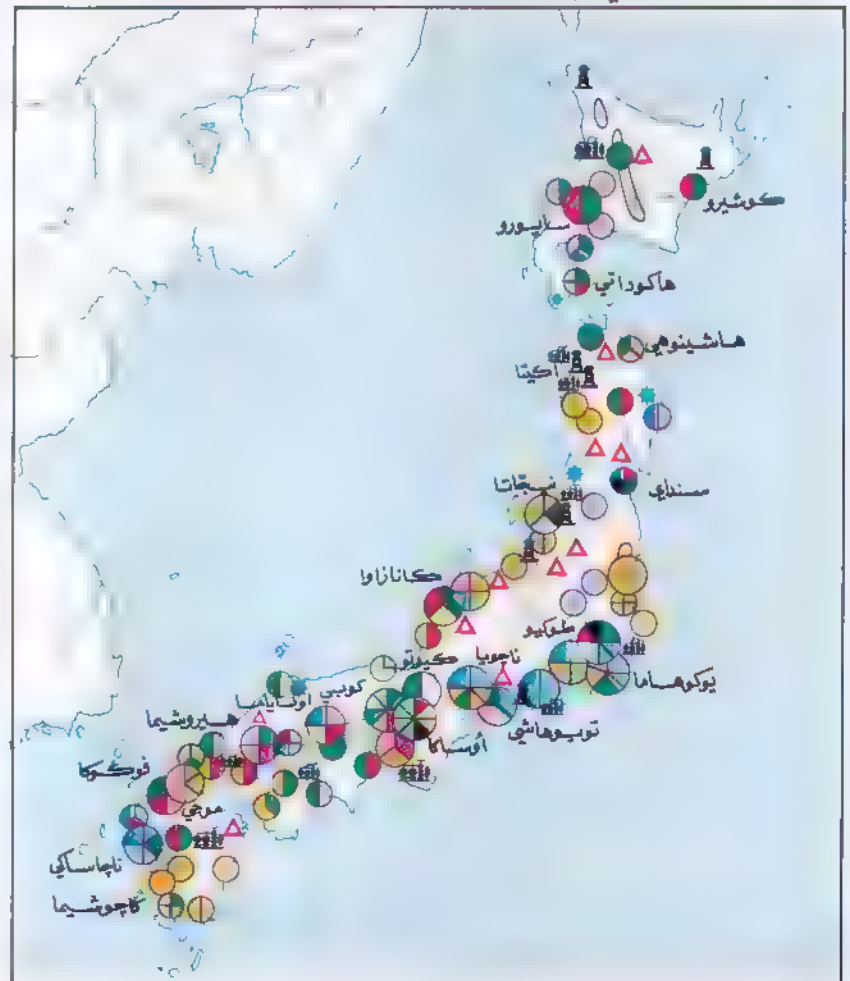 كوشيرو
سابورو
هاكوداتي
هاشينوهي
أكيتا
سنداي
نيجاتا
كانازاوا
طوكيو
كيوتو
ناجويا
يوكوهاما
كوبي
اوكاياما
هيروشيما
تويوهاشي
أوساكا
فوكوكا
موجي
ناجاساكي
كاجوشيما